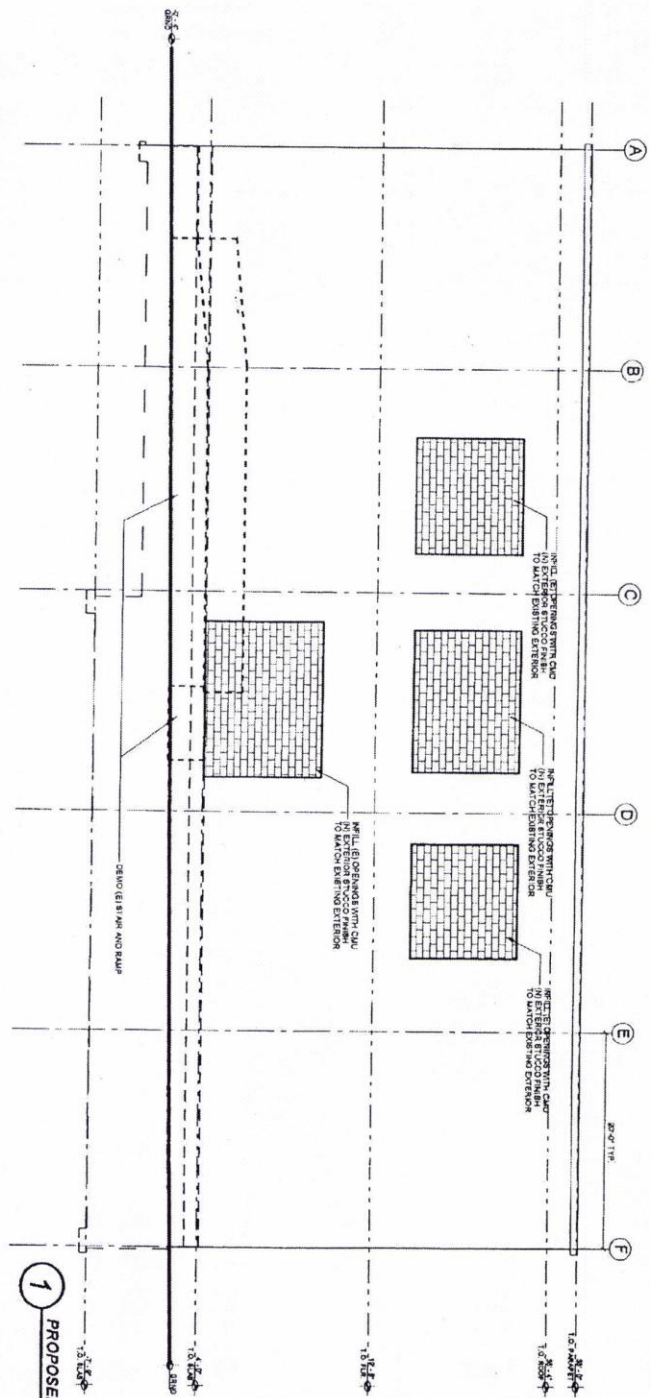 A
B
C
D
E
F
20'-0" TYP.
INFILL (E) OPENINGS WITH CMU
(N) EXTERIOR STUCCO FINISH
TO MATCH EXISTING EXTERIOR
INFILL (E) OPENINGS WITH CMU
(N) EXTERIOR STUCCO FINISH
TO MATCH EXISTING EXTERIOR
INFILL (E) OPENINGS WITH CMU
(N) EXTERIOR STUCCO FINISH
TO MATCH EXISTING EXTERIOR
INFILL (E) OPENINGS WITH CMU
(N) EXTERIOR STUCCO FINISH
TO MATCH EXISTING EXTERIOR
DEMO (E) STAIR AND RAMP
GRND
T.O. PARAPET
T.O. ROOF
T.O. FLR
T.O. SLAB
GRND
T.O. SLAB
1
PROPOSE